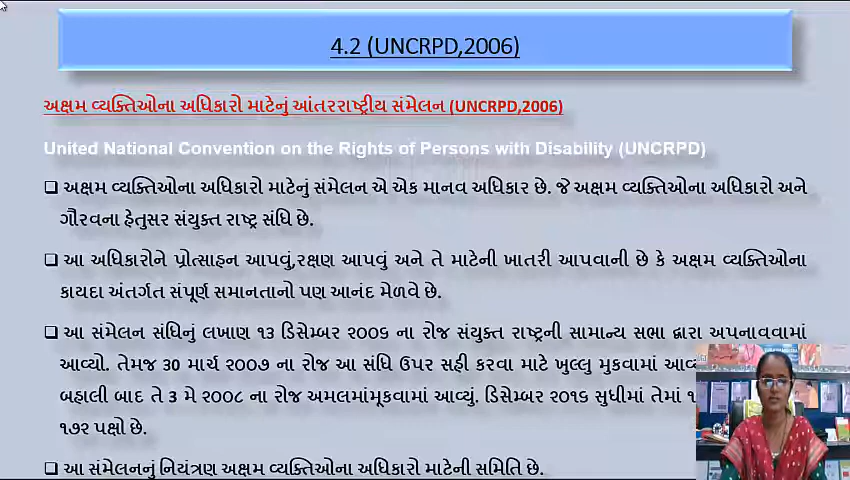 4.2 (UNCRPD,2006)
અક્ષમ વ્યક્તિઓના અધિકારો માટેનું આંતરરાષ્ટ્રીય સંમેલન (UNCRPD,2006)
United National Convention on the Rights of Persons with Disability (UNCRPD)
❑ અક્ષમ વ્યક્તિઓના અધિકારો માટેનું સંમેલન એ એક માનવ અધિકાર છે. જે અક્ષમ વ્યક્તિઓના અધિકારો અને
ગૌરવના હેતુસર સંયુક્ત રાષ્ટ્ર સંધિ છે.
❑ આ અધિકારોને પ્રોત્સાહન આપવું,રક્ષણ આપવું અને તે માટેની ખાતરી આપવાની છે કે અક્ષમ વ્યક્તિઓના
કાયદા અંતર્ગત સંપૂર્ણ સમાનતાનો પણ આનંદ મેળવે છે.
❑ આ સંમેલન સંધિનું લખાણ ૧૩ ડિસેમ્બર ૨૦૦૬ ના રોજ સંયુક્ત રાષ્ટ્રની સામાન્ય સભા દ્વારા અપનાવવામાં
આવ્યો. તેમજ 30 માર્ચ ૨૦૦૭ ના રોજ આ સંધિ ઉપર સહી કરવા માટે ખુલ્લુ મૂકવામાં
બહાલી બાદ તે 3 મે ૨૦૦૮ ના રોજ અમલમાંમૂકવામાં આવ્યું. ડિસેમ્બર ૨૦૧૬ સુધીમાં તેમાં
૧૭૨ પક્ષો છે.
❑ આ સંમેલનનું નિયંત્રણ અક્ષમ વ્યક્તિઓના અધિકારો માટેની સમિતિ છે.